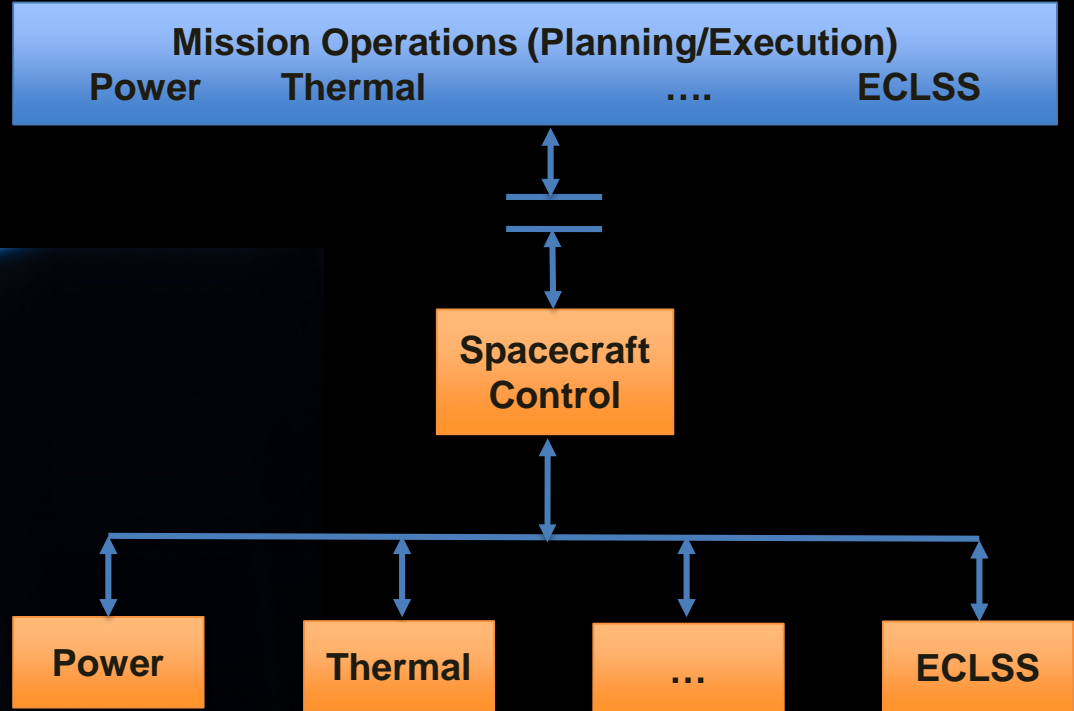 Mission Operations (Planning/Execution)
Power Thermal …. ECLSS
Spacecraft
Control
Power
Thermal
…
ECLSS